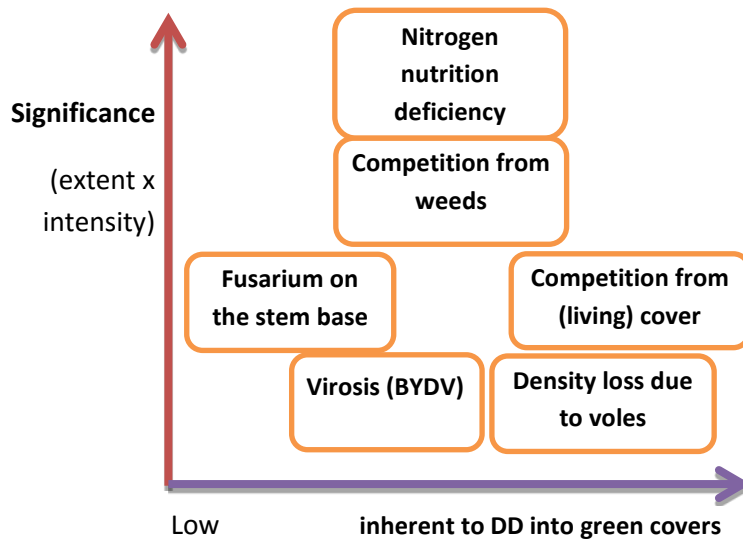 Nitrogen
nutrition
deficiency
Significance
(extent x
intensity)
Competition from
weeds
Fusarium on
the stem base
Competition from
(living) cover
Virosis (BYDV)
Density loss due
to voles
Low
inherent to DD into green covers